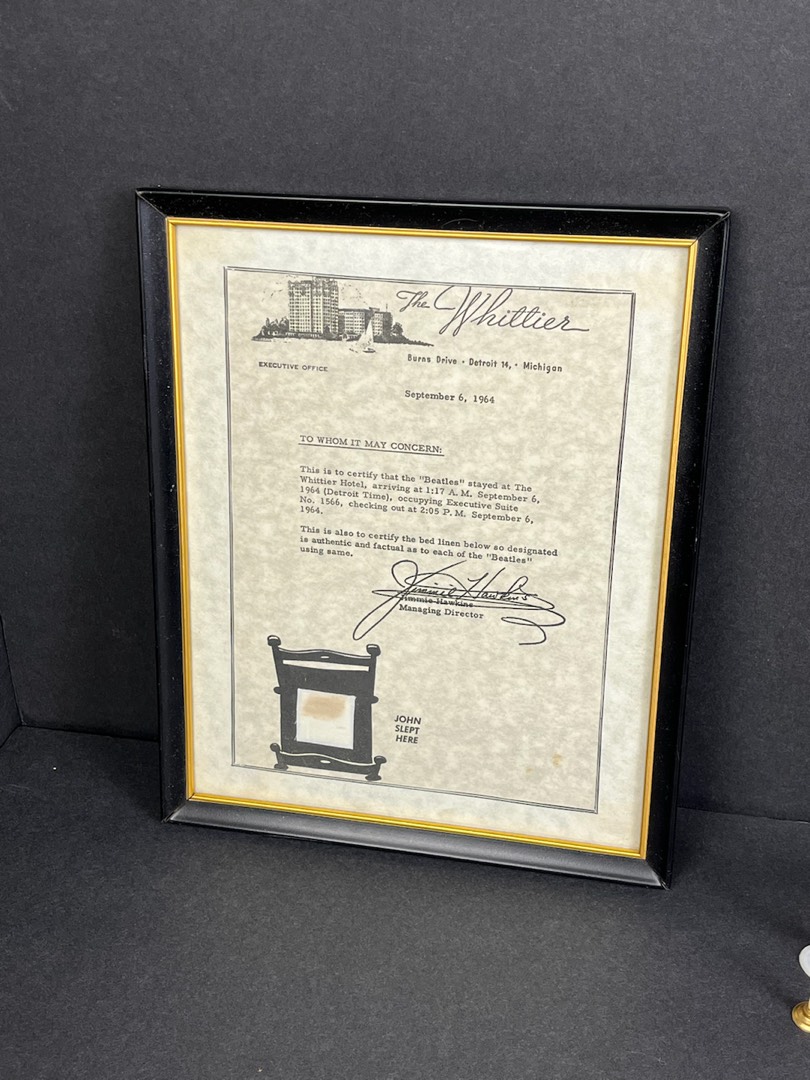 The Whittier
Burns Drive • Detroit 14, • Michigan
EXECUTIVE OFFICE
September 6, 1964
TO WHOM IT MAY CONCERN:
This is to certify that the "Beatles" stayed at The
Whittier Hotel, arriving at 1:17 A. M. September 6,
1964 (Detroit Time), occupying Executive Suite
No. 1566, checking out at 2:05 P. M. September 6,
1964.
This is also to certify the bed linen below so designated
is authentic and factual as to each of the "Beatles"
using same.
Jimmie Hawkins
Jimmie Hawkins
Managing Director
JOHN
SLEPT
HERE